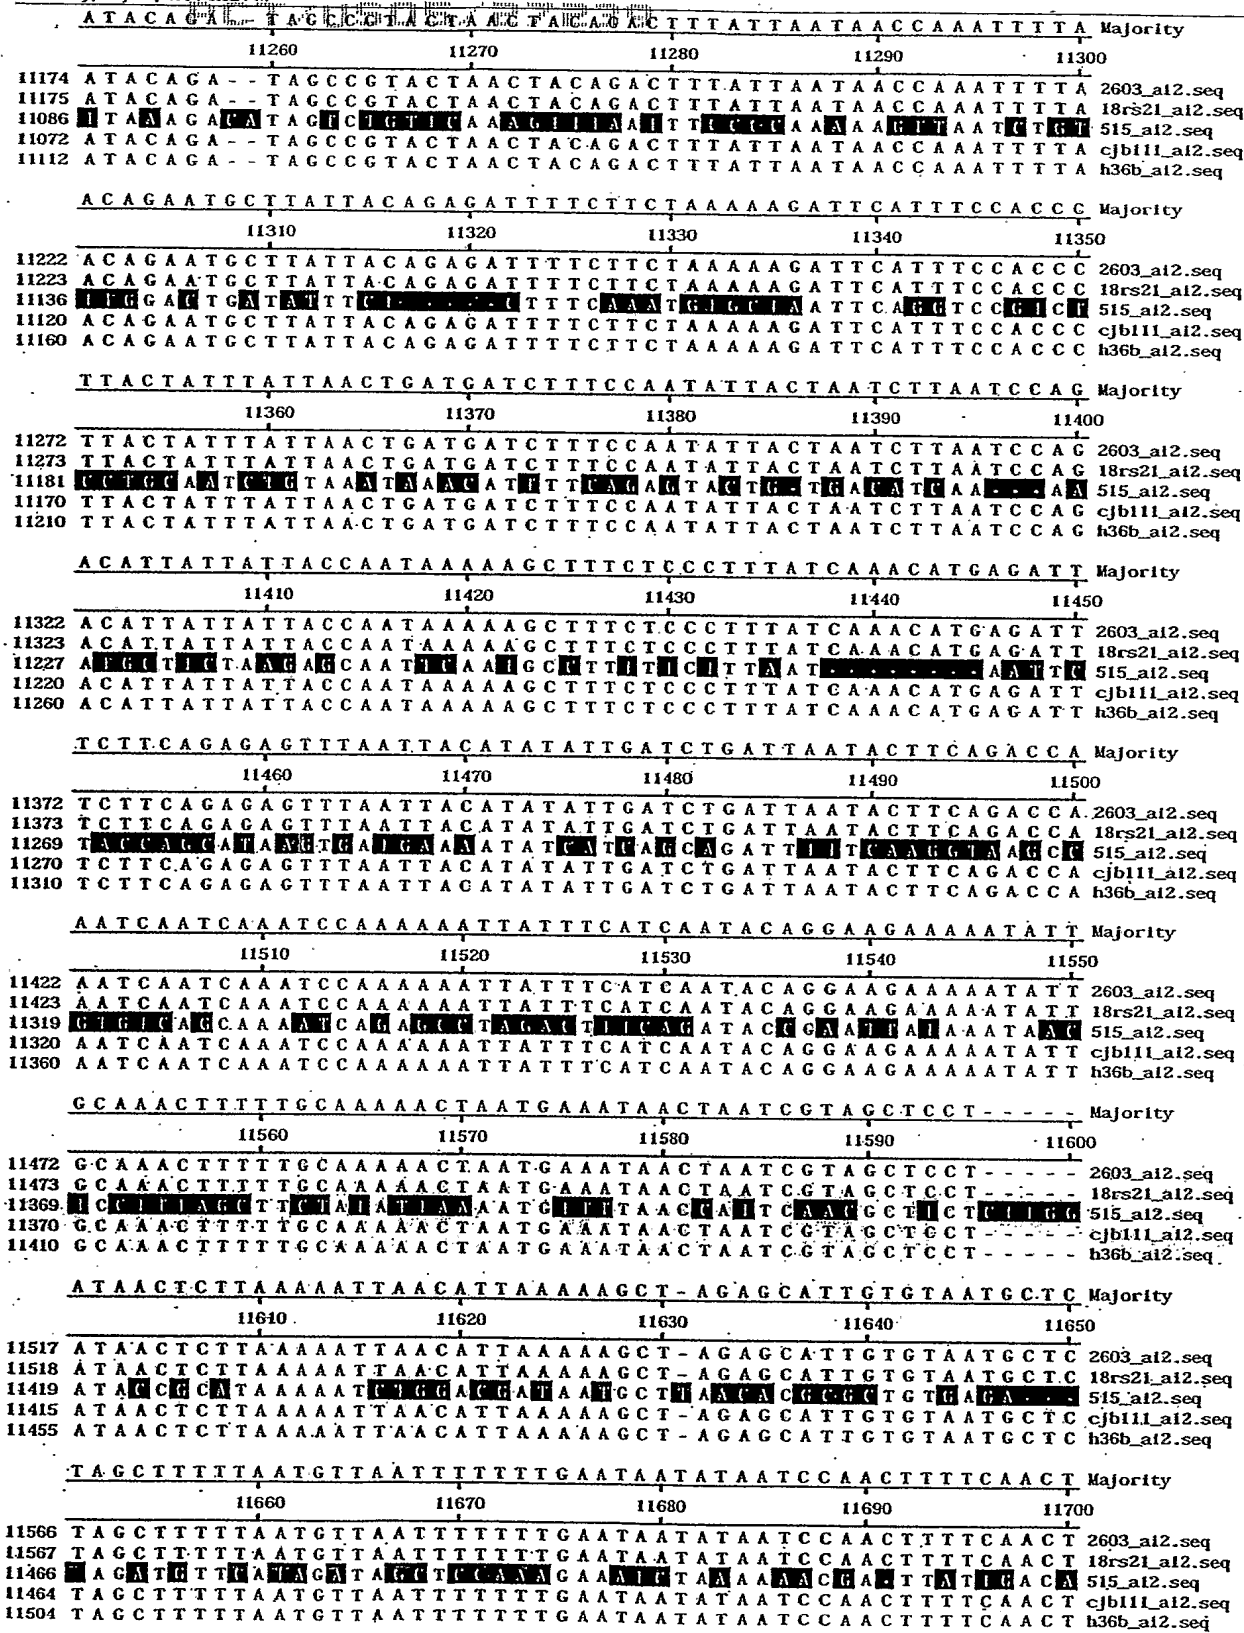 ATACAGA--TAGCCGTACTAACTACAGACTTTATTAATAACCAAATTTTA Majority
11260 11270 11280 11290 11300
11174 ATACAGA--TAGCCGTACTAACTACAGACTTTATTAATAACCAAATTTTA 2603_ai2.seq
11175 ATACAGA--TAGCCGTACTAACTACAGACTTTATTAATAACCAAATTTTA 18rs21_ai2.seq
11086 515_ai2.seq
11072 ATACAGA--TAGCCGTACTAACTACAGACTTTATTAATAACCAAATTTTA cjb111_ai2.seq
11112 ATACAGA--TAGCCGTACTAACTACAGACTTTATTAATAACCAAATTTTA h36b_ai2.seq
ACAGAATGCTTATTACAGAGATTTTCTTCTAAAAAGATTCATTTCCACCC Majority
11310 11320 11330 11340 11350
11222 ACAGAATGCTTATTACAGAGATTTTCTTCTAAAAAGATTCATTTCCACCC 2603_ai2.seq
11223 ACAGAATGCTTATTACAGAGATTTTCTTCTAAAAAGATTCATTTCCACCC 18rs21_ai2.seq
11136 515_ai2.seq
11120 ACAGAATGCTTATTACAGAGATTTTCTTCTAAAAAGATTCATTTCCACCC cjb111_ai2.seq
11160 ACAGAATGCTTATTACAGAGATTTTCTTCTAAAAAGATTCATTTCCACCC h36b_ai2.seq
TTACTATTTATTAACTGATGATCTTTCCAATATTACTAATCTTAATCCAG Majority
11360 11370 11380 11390 11400
11272 TTACTATTTATTAACTGATGATCTTTCCAATATTACTAATCTTAATCCAG 2603_ai2.seq
11273 TTACTATTTATTAACTGATGATCTTTCCAATATTACTAATCTTAATCCAG 18rs21_ai2.seq
11181 515_ai2.seq
11170 TTACTATTTATTAACTGATGATCTTTCCAATATTACTAATCTTAATCCAG cjb111_ai2.seq
11210 TTACTATTTATTAACTGATGATCTTTCCAATATTACTAATCTTAATCCAG h36b_ai2.seq
ACATTATTATTACCAATAAAAAGCTTTCTCCCTTTATCAAACATGAGATT Majority
11410 11420 11430 11440 11450
11322 ACATTATTATTACCAATAAAAAGCTTTCTCCCTTTATCAAACATGAGATT 2603_ai2.seq
11323 ACATTATTATTACCAATAAAAAGCTTTCTCCCTTTATCAAACATGAGATT 18rs21_ai2.seq
11227 515_ai2.seq
11220 ACATTATTATTACCAATAAAAAGCTTTCTCCCTTTATCAAACATGAGATT cjb111_ai2.seq
11260 ACATTATTATTACCAATAAAAAGCTTTCTCCCTTTATCAAACATGAGATT h36b_ai2.seq
TCTTCAGAGAGTTTAATTACATATATTGATCTGATTAATACTTCAGACCA Majority
11460 11470 11480 11490 11500
11372 TCTTCAGAGAGTTTAATTACATATATTGATCTGATTAATACTTCAGACCA 2603_ai2.seq
11373 TCTTCAGAGAGTTTAATTACATATATTGATCTGATTAATACTTCAGACCA 18rs21_ai2.seq
11269 515_ai2.seq
11270 TCTTCAGAGAGTTTAATTACATATATTGATCTGATTAATACTTCAGACCA cjb111_ai2.seq
11310 TCTTCAGAGAGTTTAATTACATATATTGATCTGATTAATACTTCAGACCA h36b_ai2.seq
AATCAATCAAATCCAAAAAATTATTTCATCAATACAGGAAGAAAAATATT Majority
11510 11520 11530 11540 11550
11422 AATCAATCAAATCCAAAAAATTATTTCATCAATACAGGAAGAAAAATATT 2603_ai2.seq
11423 AATCAATCAAATCCAAAAAATTATTTCATCAATACAGGAAGAAAAATATT 18rs21_ai2.seq
11319 515_ai2.seq
11320 AATCAATCAAATCCAAAAAATTATTTCATCAATACAGGAAGAAAAATATT cjb111_ai2.seq
11360 AATCAATCAAATCCAAAAAATTATTTCATCAATACAGGAAGAAAAATATT h36b_ai2.seq
GCAAACTTTTTGCAAAAACTAATGAAATAACTAATCGTAGCTCCT----- Majority
11560 11570 11580 11590 11600
11472 GCAAACTTTTTGCAAAAACTAATGAAATAACTAATCGTAGCTCCT----- 2603_ai2.seq
11473 GCAAACTTTTTGCAAAAACTAATGAAATAACTAATCGTAGCTCCT----- 18rs21_ai2.seq
11369 515_ai2.seq
11370 GCAAACTTTTTGCAAAAACTAATGAAATAACTAATCGTAGCTCCT----- cjb111_ai2.seq
11410 GCAAACTTTTTGCAAAAACTAATGAAATAACTAATCGTAGCTCCT----- h36b_ai2.seq
ATAACTCTTAAAAATTAACATTAAAAAGCT-AGAGCATTGTGTAATGCTC Majority
11610 11620 11630 11640 11650
11517 ATAACTCTTAAAAATTAACATTAAAAAGCT-AGAGCATTGTGTAATGCTC 2603_ai2.seq
11518 ATAACTCTTAAAAATTAACATTAAAAAGCT-AGAGCATTGTGTAATGCTC 18rs21_ai2.seq
11419 515_ai2.seq
11415 ATAACTCTTAAAAATTAACATTAAAAAGCT-AGAGCATTGTGTAATGCTC cjb111_ai2.seq
11455 ATAACTCTTAAAAATTAACATTAAAAAGCT-AGAGCATTGTGTAATGCTC h36b_ai2.seq
TAGCTTTTTAATGTTAATTTTTTTGAATAATATAATCCAACTTTTCAACT Majority
11660 11670 11680 11690 11700
11566 TAGCTTTTTAATGTTAATTTTTTTGAATAATATAATCCAACTTTTCAACT 2603_ai2.seq
11567 TAGCTTTTTAATGTTAATTTTTTTGAATAATATAATCCAACTTTTCAACT 18rs21_ai2.seq
11466 515_ai2.seq
11464 TAGCTTTTTAATGTTAATTTTTTTGAATAATATAATCCAACTTTTCAACT cjb111_ai2.seq
11504 TAGCTTTTTAATGTTAATTTTTTTGAATAATATAATCCAACTTTTCAACT h36b_ai2.seq